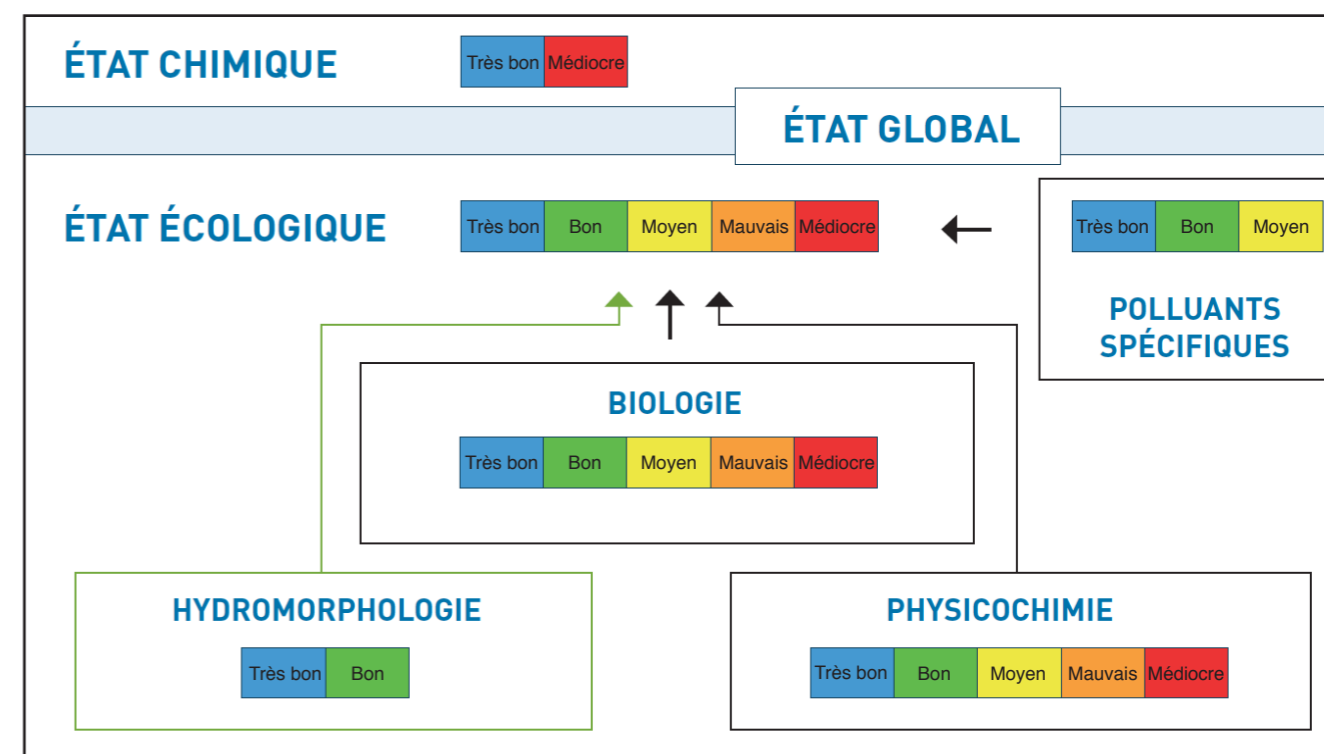 ÉTAT CHIMIQUE
Très bon Médiocre
ÉTAT GLOBAL
ÉTAT ÉCOLOGIQUE
Très bon Bon Moyen Mauvais Médiocre
Très bon Bon Moyen
POLLUANTS
SPÉCIFIQUES
BIOLOGIE
Très bon Bon Moyen Mauvais Médiocre
HYDROMORPHOLOGIE
Très bon Bon
PHYSICOCHIMIE
Très bon Bon Moyen Mauvais Médiocre